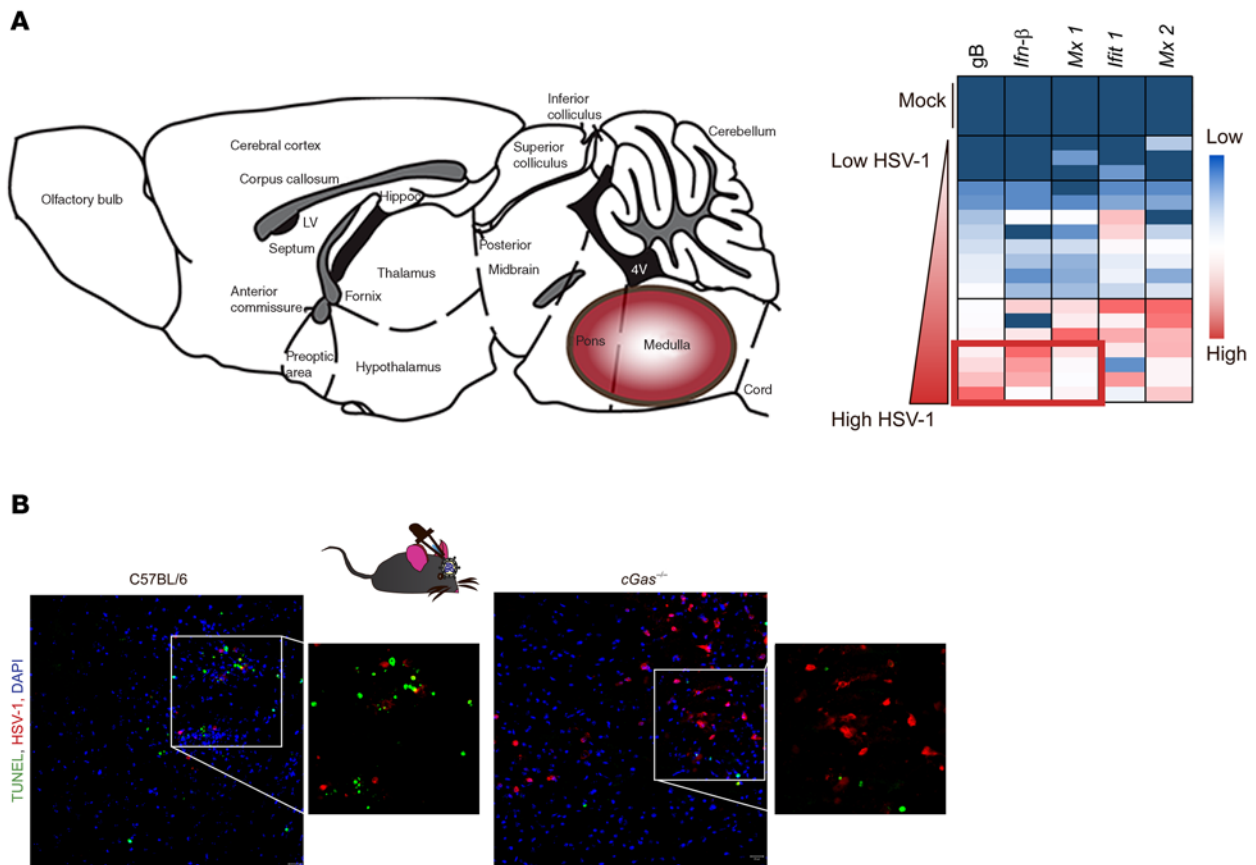 A
gB
Ifn-β
Mx 1
Ifit 1
Mx 2
Mock
Low HSV-1
High HSV-1
Low
High
Olfactory bulb
Cerebral cortex
Corpus callosum
LV
Septum
Hippoc
Inferior
colliculus
Superior
colliculus
Cerebellum
Posterior
Midbrain
Thalamus
4V
Anterior
commissure
Fornix
Preoptic
area
Hypothalamus
Pons
Medulla
Cord
B
C57BL/6
cGas–/–
TUNEL, HSV-1, DAPI